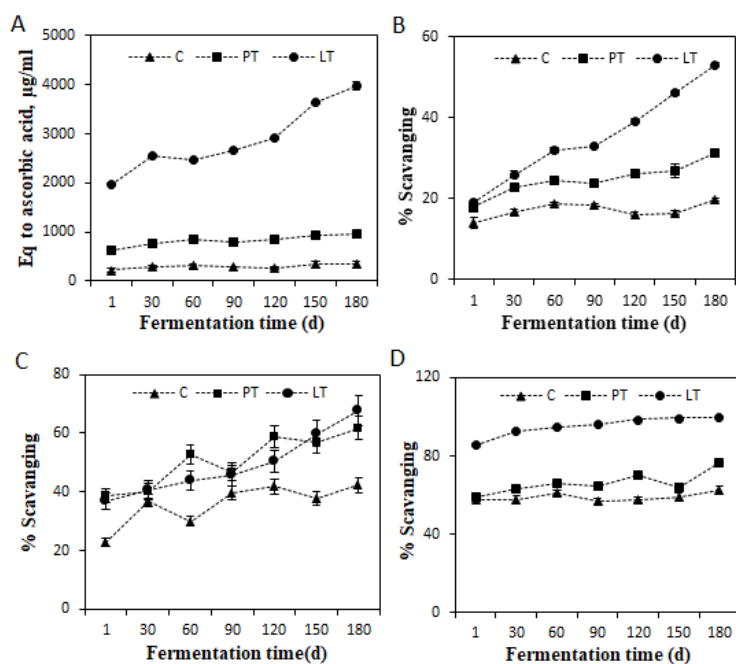 A
5000
4000
3000
2000
1000
0
C PT LT
Eq to ascorbic acid, µg/ml
1 30 60 90 120 150 180
Fermentation time (d)
B
60
40
20
0
C PT LT
% Scavanging
1 30 60 90 120 150 180
Fermentation time (d)
C
80
60
40
20
0
C PT LT
% Scavanging
1 30 60 90 120 150 180
Fermentation time(d)
D
120
80
40
0
C PT LT
% Scavanging
1 30 60 90 120 150 180
Fermentation time (d)